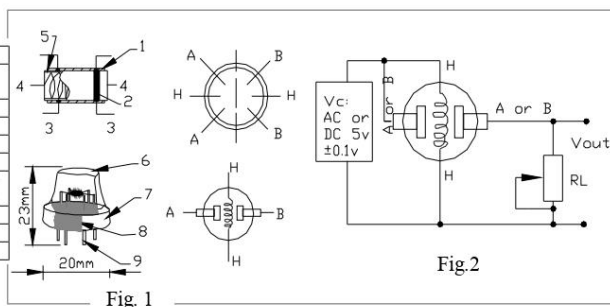 5
1
4
4
2
3
3
A
B
H
H
A
B
6
7
8
9
23mm
20mm
A
B
H
H
Fig. 1
Vc:
AC or
DC 5v
±0.1v
H
A or B
A or B
H
Vout
RL
Fig.2